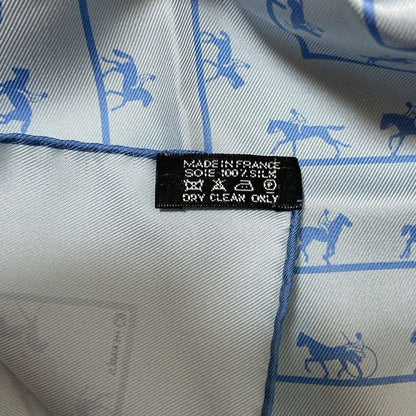 MADE IN FRANCE
SOIE-100%SILK
DRY CLEAN ONLY